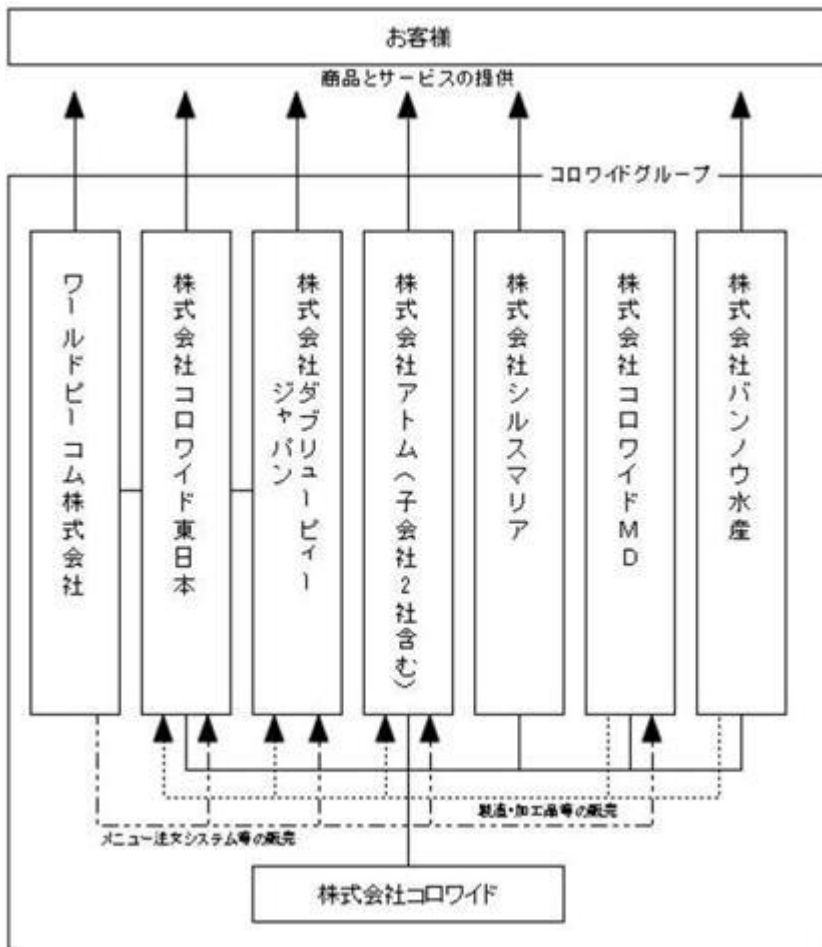 お客様
商品とサービスの提供
コロワイドグループ
ワールドピーコム株式会社
株式会社コロワイド東日本
株式会社ダブリューピィー
ジャパン
株式会社アトム(子会社2社含む)
株式会社シルスマリア
株式会社コロワイドMD
株式会社バンノウ水産
製造・加工品等の販売
メニュー注文システム等の販売
株式会社コロワイド